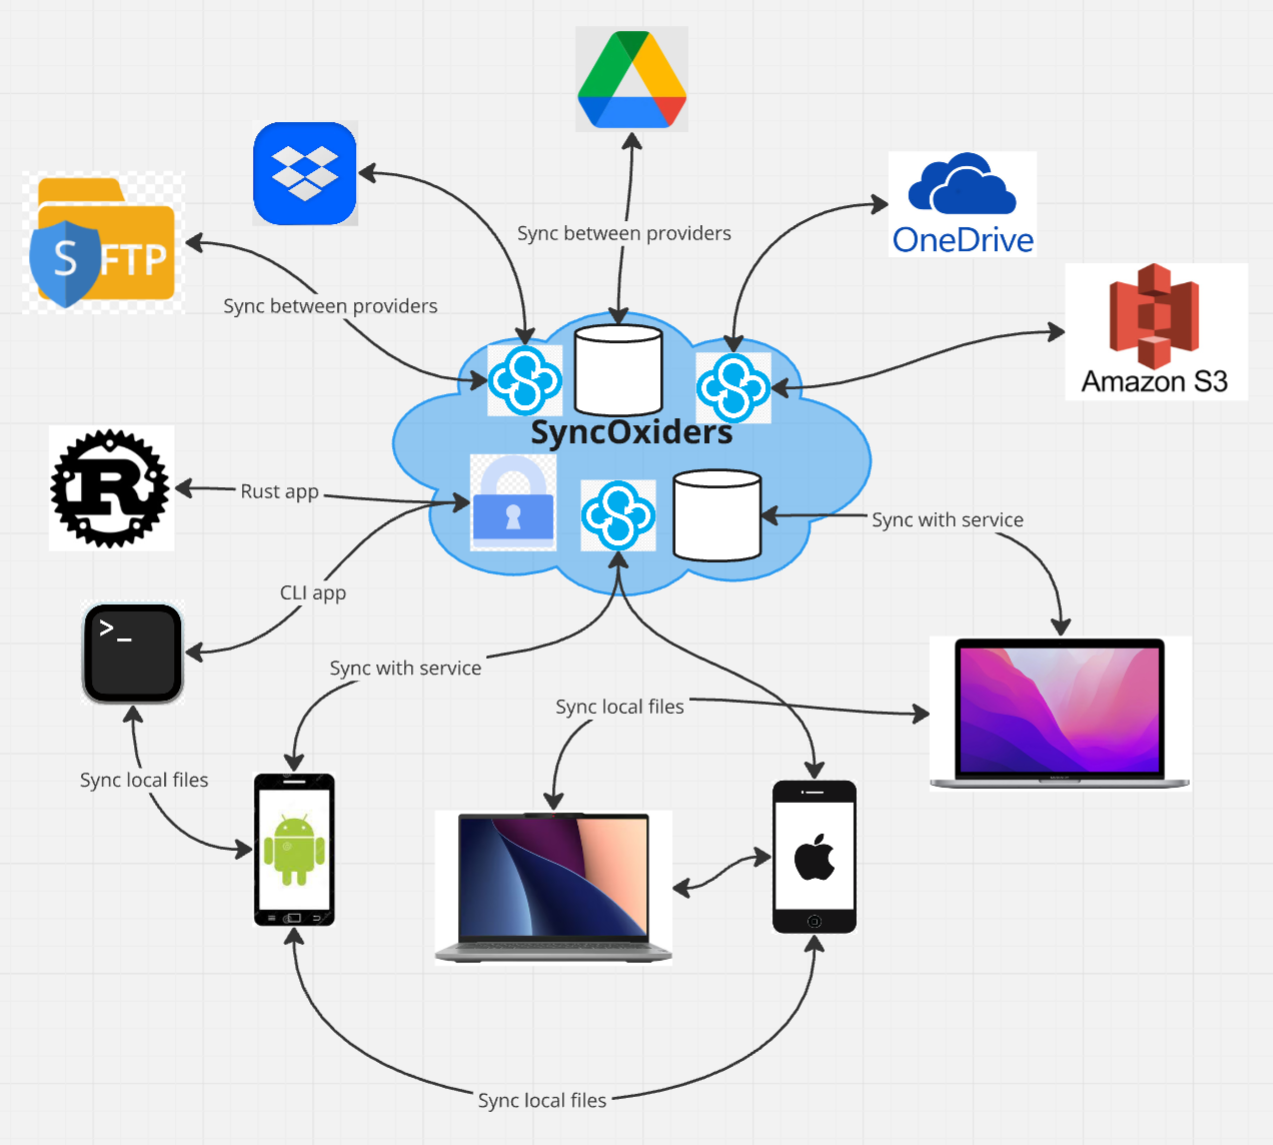 OneDrive
S FTP
Sync between providers
Sync between providers
Amazon S3
SyncOxiders
R
Rust app
Sync with service
CLI app
>_
Sync with service
Sync local files
Sync local files
Sync local files